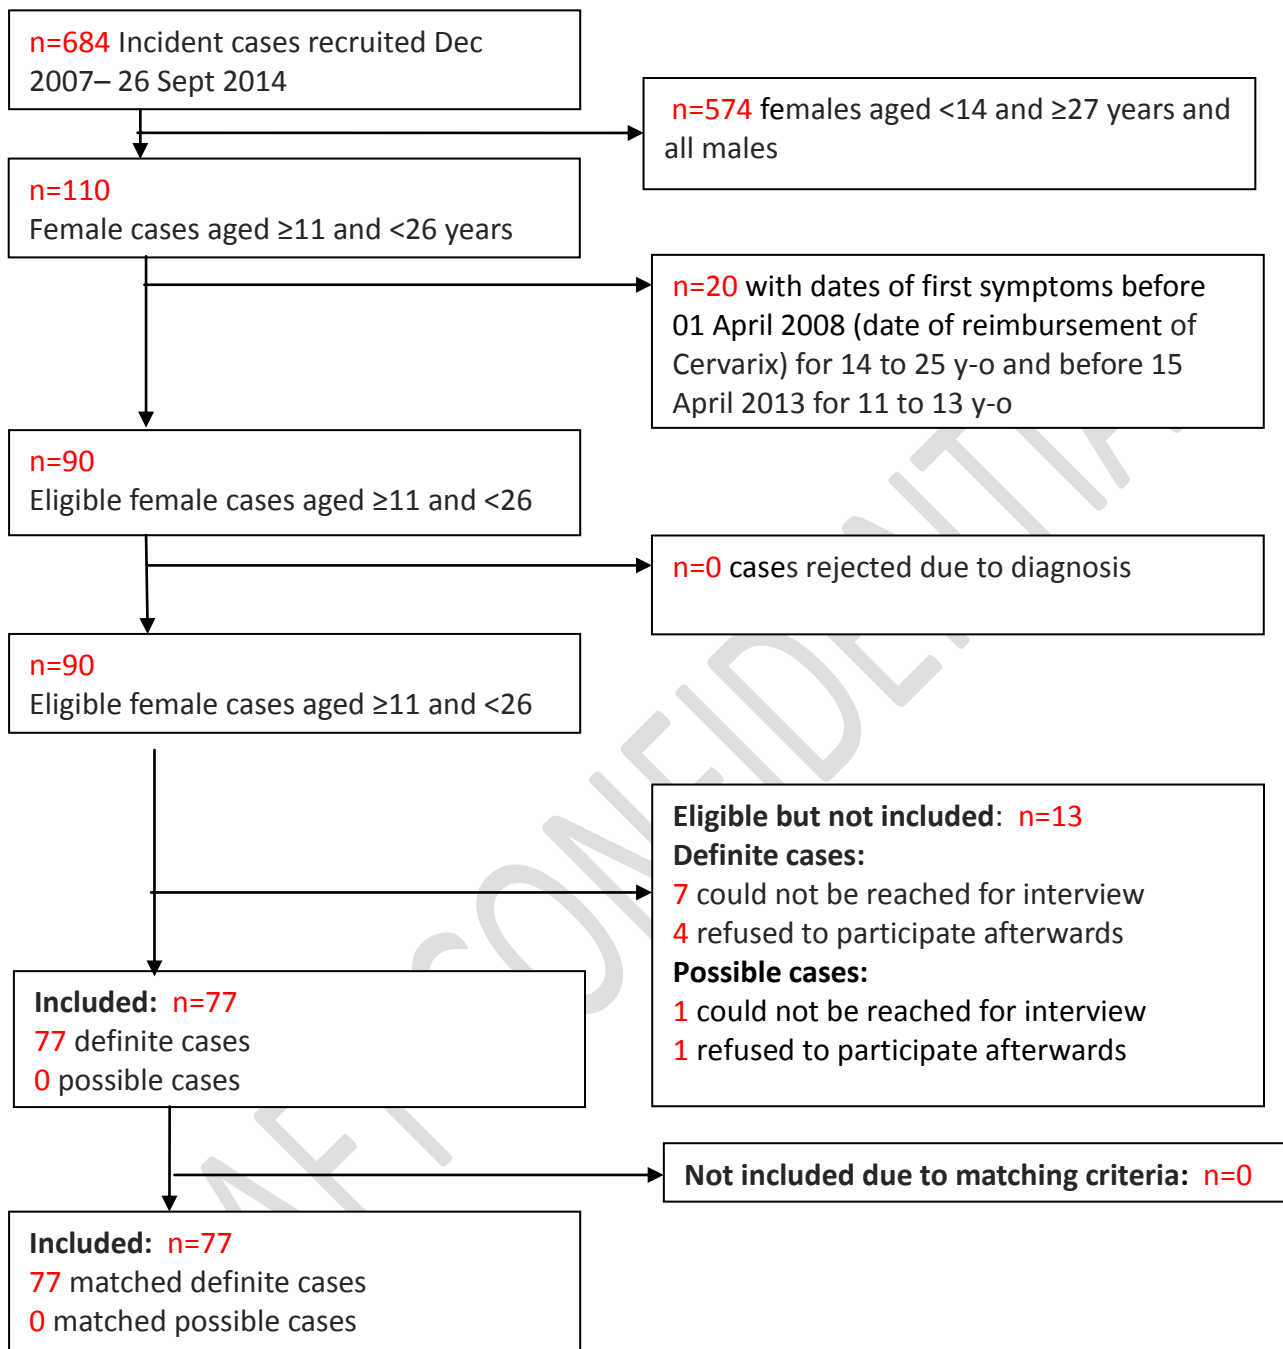 n=684 Incident cases recruited Dec
2007– 26 Sept 2014
n=574 females aged <14 and ≥27 years and
all males
n=110
Female cases aged ≥11 and <26 years
n=20 with dates of first symptoms before
01 April 2008 (date of reimbursement of
Cervarix) for 14 to 25 y-o and before 15
April 2013 for 11 to 13 y-o
n=90
Eligible female cases aged ≥11 and <26
n=0 cases rejected due to diagnosis
n=90
Eligible female cases aged ≥11 and <26
Eligible but not included: n=13
Definite cases:
7 could not be reached for interview
4 refused to participate afterwards
Possible cases:
1 could not be reached for interview
1 refused to participate afterwards
Included: n=77
77 definite cases
0 possible cases
Not included due to matching criteria: n=0
Included: n=77
77 matched definite cases
0 matched possible cases